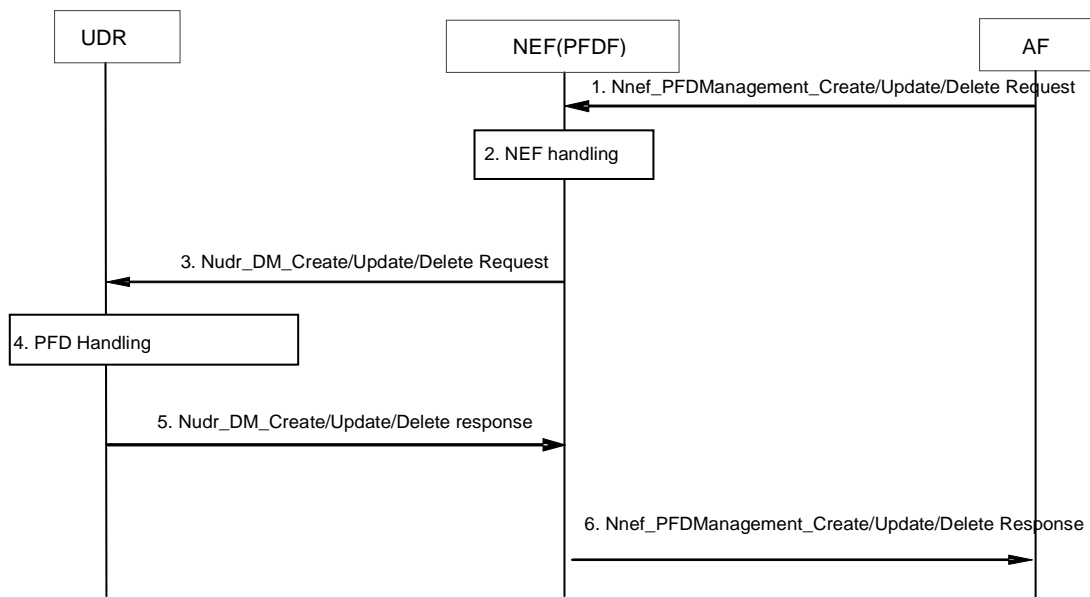 UDR
NEF(PFDF)
AF
1. Nnef_PFDManagement_Create/Update/Delete Request
2. NEF handling
3. Nudr_DM_Create/Update/Delete Request
4. PFD Handling
5. Nudr_DM_Create/Update/Delete response
6. Nnef_PFDManagement_Create/Update/Delete Response